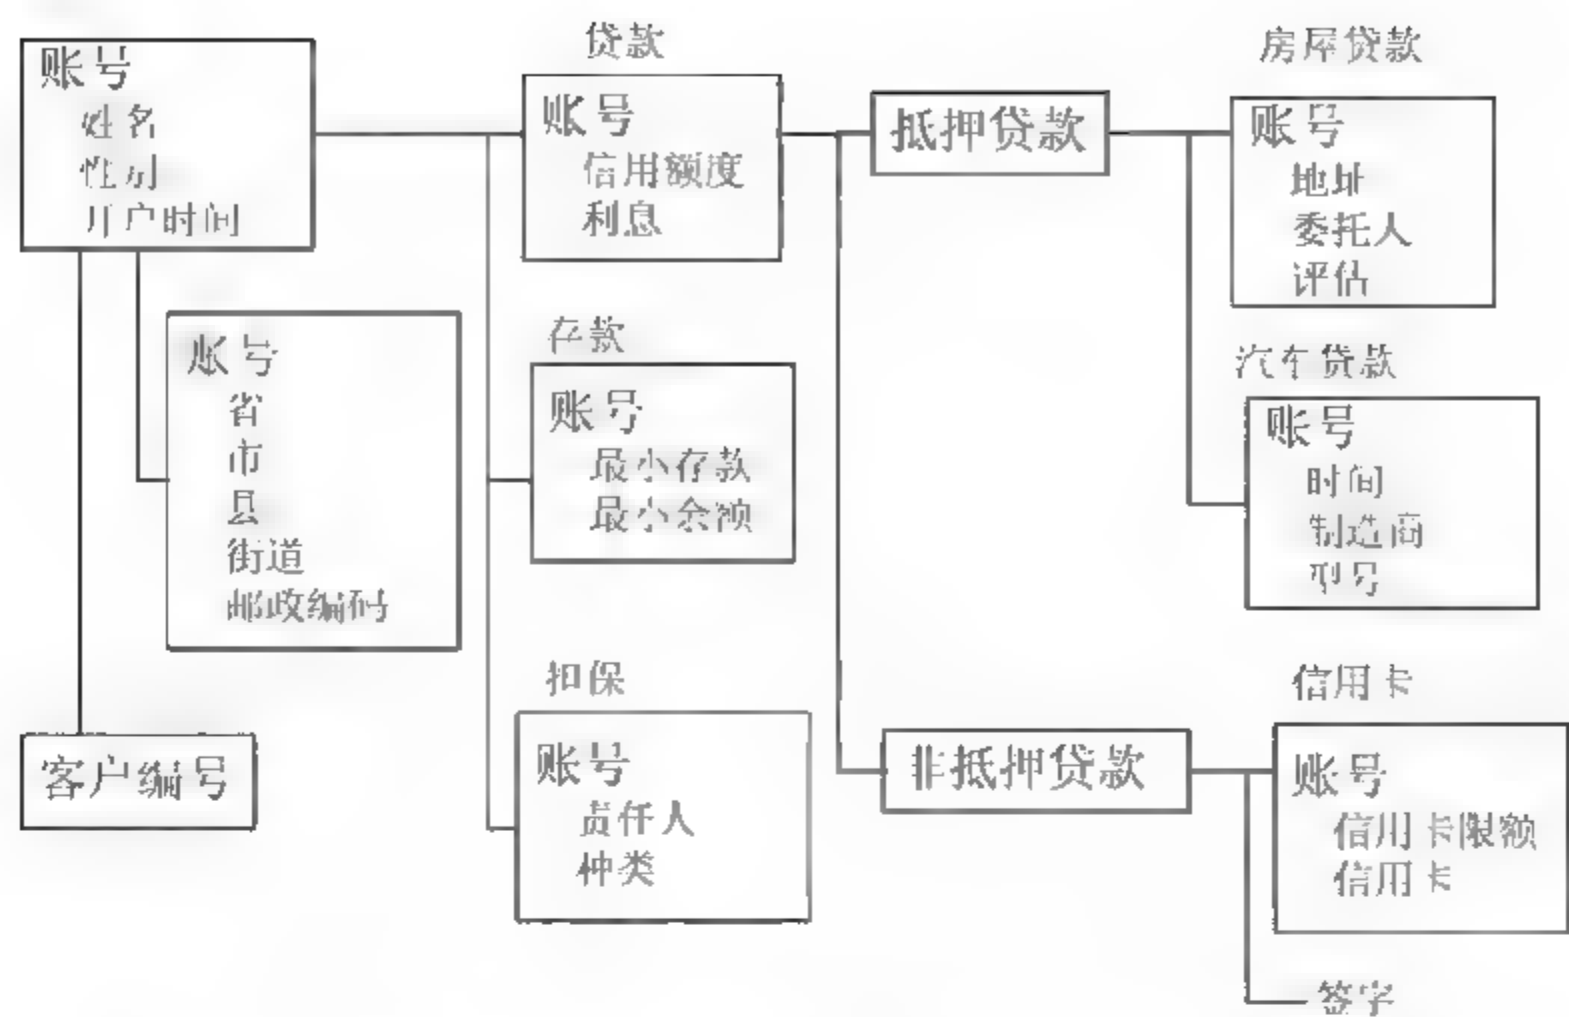 账号
姓名
性别
开户时间
账号
省
市
县
街道
邮政编码
客户编号
贷款
账号
信用额度
利息
存款
账号
最小存款
最小余额
担保
账号
责任人
种类
抵押贷款
非抵押贷款
房屋贷款
账号
地址
委托人
评估
汽车贷款
账号
时间
制造商
型号
信用卡
账号
信用卡限额
信用卡
签字